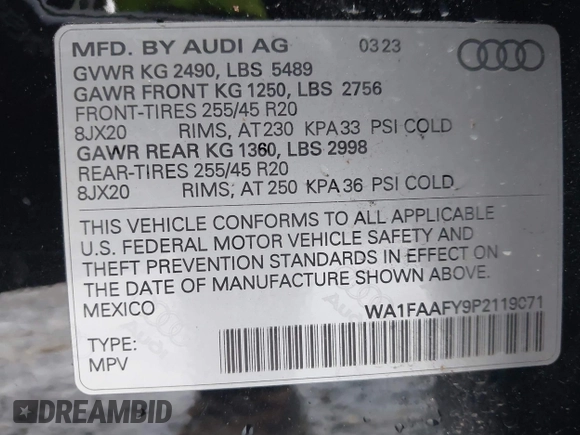 MFD. BY AUDI AG 0323
GVWR KG 2490, LBS 5489
GAWR FRONT KG 1250, LBS 2756
FRONT-TIRES 255/45 R20
8JX20 RIMS, AT 230 KPA 33 PSI COLD
GAWR REAR KG 1360, LBS 2998
REAR-TIRES 255/45 R20
8JX20 RIMS, AT 250 KPA 36 PSI COLD
THIS VEHICLE CONFORMS TO ALL APPLICABLE
U.S. FEDERAL MOTOR VEHICLE SAFETY AND
THEFT PREVENTION STANDARDS IN EFFECT ON
DATE OF MANUFACTURE SHOWN ABOVE.
MEXICO
WA1FAAFY9P2119C71
TYPE:
MPV
Audi
DREAMBID